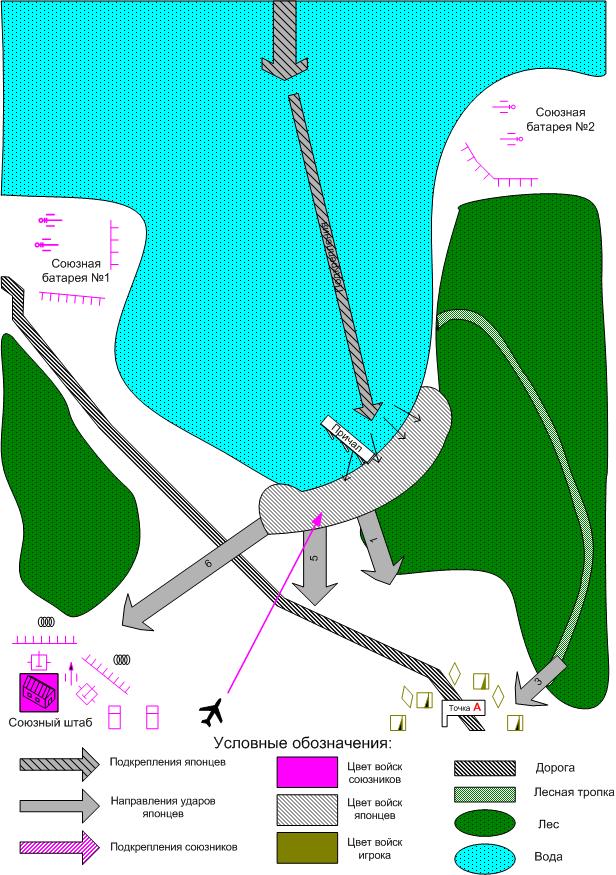 Союзная
батарея №2
Союзная
батарея №1
Причал
6
5
1
3
Союзный штаб
Точка А
Условные обозначения:
Подкрепления японцев
Направления ударов
японцев
Подкрепления союзников
Цвет войск
союзников
Цвет войск
японцев
Цвет войск
игрока
Дорога
Лесная тропка
Лес
Вода